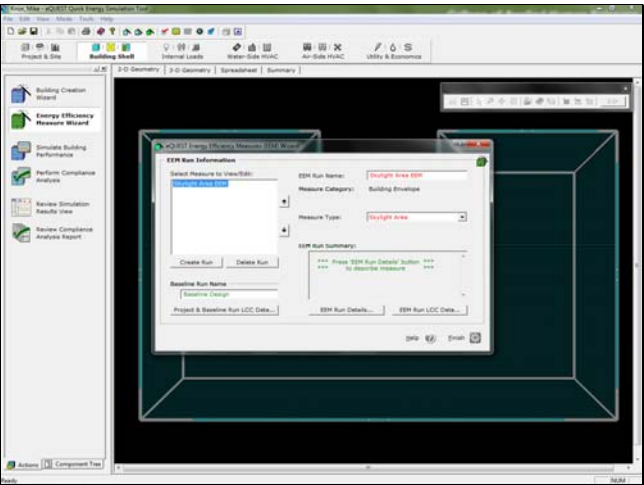 Knox_Mike - eQUEST Quick Energy Simulation Tool
File Edit View Mode Tools Help
Project & Site
Building Shell
Internal Loads
Water-Side HVAC
Air-Side HVAC
Utility & Economics
2-D Geometry
3-D Geometry
Spreadsheet
Summary
Building Creation
Wizard
Energy Efficiency
Measure Wizard
Simulate Building
Performance
Perform Compliance
Analysis
Review Simulation
Results View
Review Compliance
Analysis Report
Actions
Component Tree
Ready
NUM
eQUEST Energy Efficiency Measures (EEM) Wizard
EEM Run Information
Select Measure to View/Edit:
Skylight Area EEM
Create Run
Delete Run
Baseline Run Name
Baseline Design
Project & Baseline Run LCC Data...
EEM Run Name:
Skylight Area EEM
Measure Category:
Building Envelope
Measure Type:
Skylight Area
EEM Run Summary:
*** Press 'EEM Run Details' button ***
*** to describe measure ***
EEM Run Details...
EEM Run LCC Data...
Help
Finish